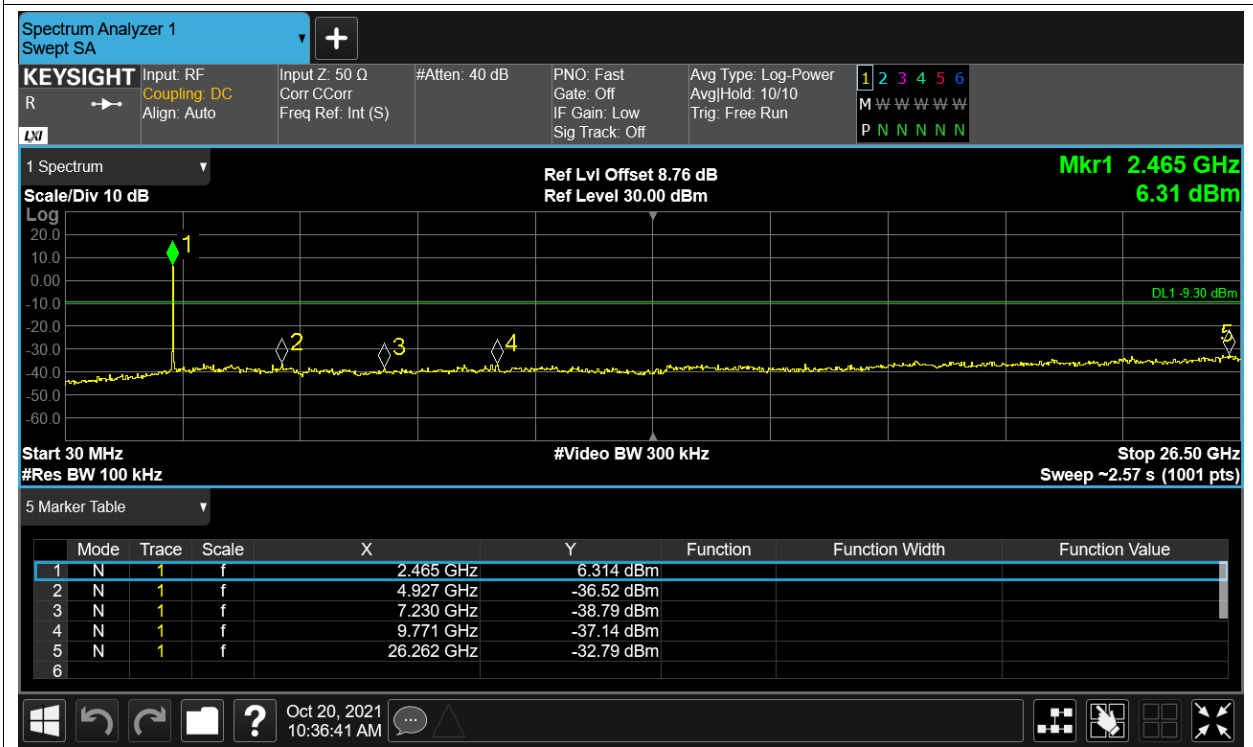 Spectrum Analyzer 1
Swept SA
+
KEYSIGHT Input: RF Input Z: 50 Ω #Atten: 40 dB PNO: Fast Avg Type: Log-Power 1 2 3 4 5 6
R Coupling: DC Corr CCorr Gate: Off Avg|Hold: 10/10 M W W W W W
Align: Auto Freq Ref: Int (S) IF Gain: Low Trig: Free Run
LXI Sig Track: Off P N N N N N
1 Spectrum Ref Lvl Offset 8.76 dB Mkr1 2.465 GHz
Scale/Div 10 dB Ref Level 30.00 dBm 6.31 dBm
Log
20.0
1
10.0
0.00
DL1 -9.30 dBm
-10.0
-20.0
2 3 4 5
-30.0
-40.0
-50.0
-60.0
Start 30 MHz #Video BW 300 kHz Stop 26.50 GHz
#Res BW 100 kHz Sweep ~2.57 s (1001 pts)
5 Marker Table
Mode Trace Scale X Y Function Function Width Function Value
1 N 1 f 2.465 GHz 6.314 dBm
2 N 1 f 4.927 GHz -36.52 dBm
3 N 1 f 7.230 GHz -38.79 dBm
4 N 1 f 9.771 GHz -37.14 dBm
5 N 1 f 26.262 GHz -32.79 dBm
6
? Oct 20, 2021
10:36:41 AM